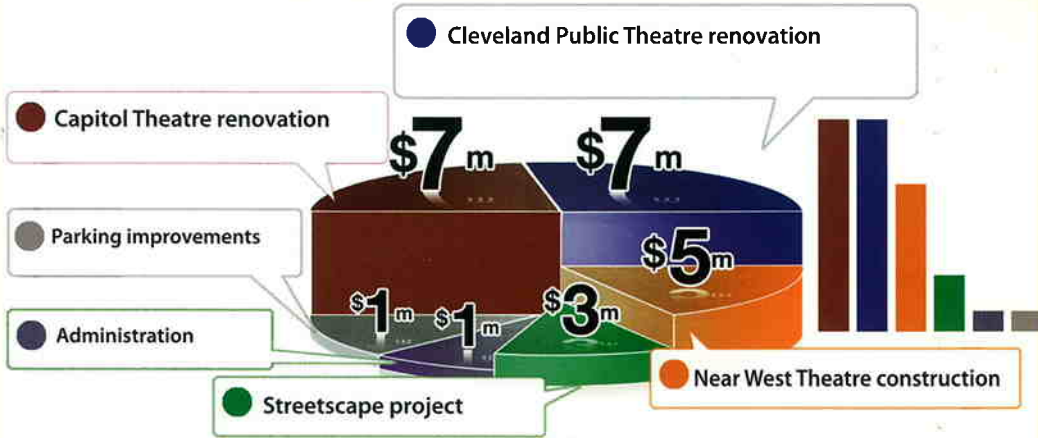 Cleveland Public Theatre renovation
Capitol Theatre renovation
$7m
$7m
Parking improvements
$5m
$1m
$1m
$3m
Administration
Near West Theatre construction
Streetscape project